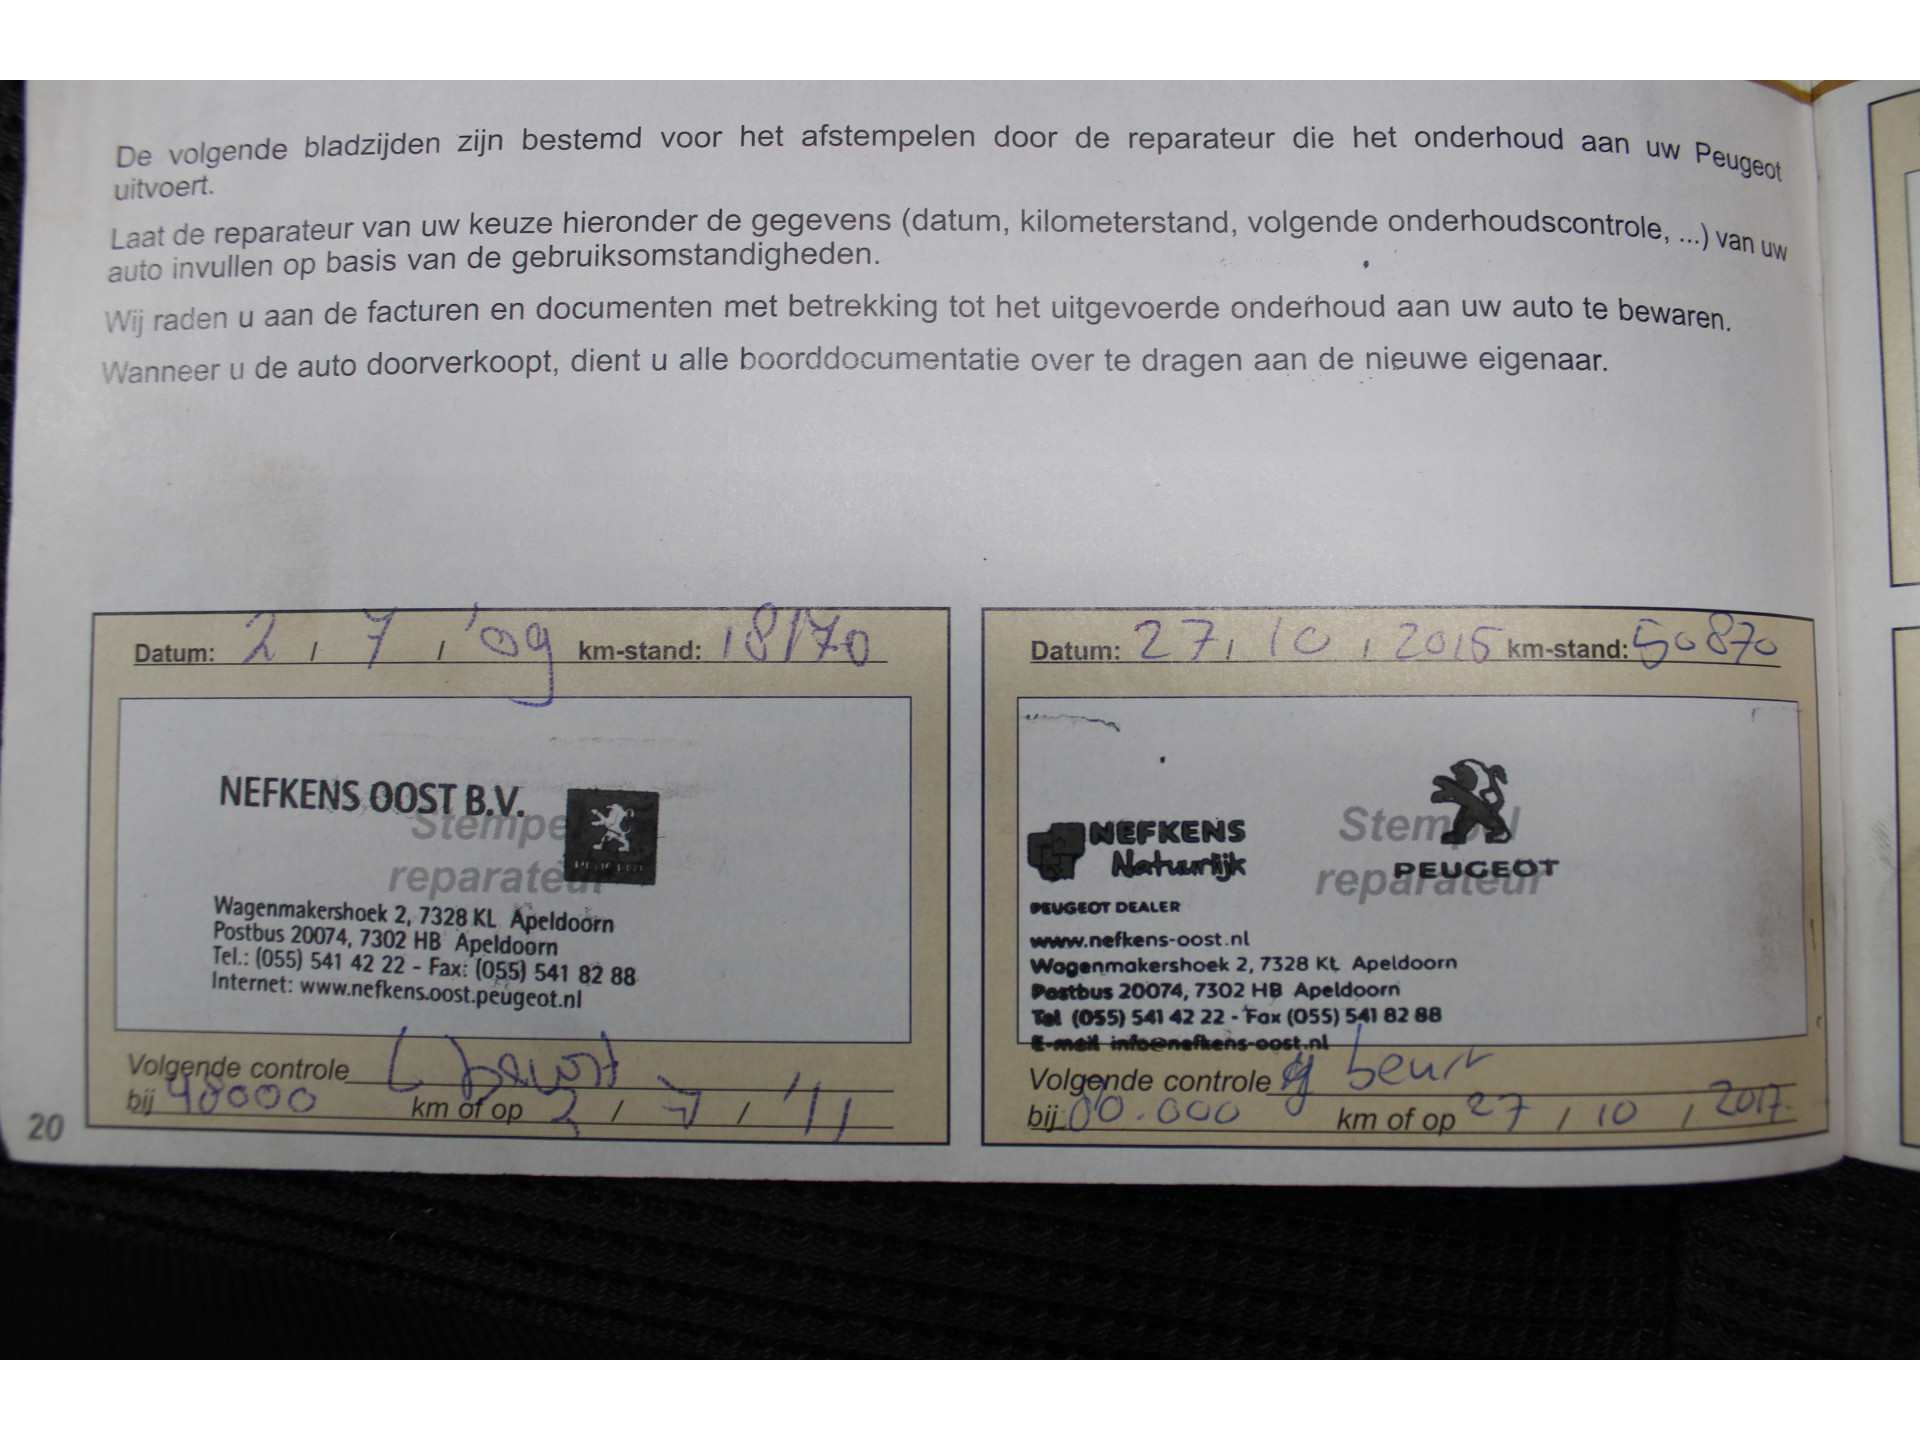 De volgende bladzijden zijn bestemd voor het afstempelen door de reparateur die het onderhoud aan uw Peugeot
uitvoert.
Laat de reparateur van uw keuze hieronder de gegevens (datum, kilometerstand, volgende onderhoudscontrole, ...) van uw
auto invullen op basis van de gebruiksomstandigheden.
Wij raden u aan de facturen en documenten met betrekking tot het uitgevoerde onderhoud aan uw auto te bewaren.
Wanneer u de auto doorverkoopt, dient u alle boorddocumentatie over te dragen aan de nieuwe eigenaar.
Datum: 2 / 7 / '09 km-stand: 18170
NEFKENS OOST B.V.
PEUGEOT
Stempel
reparateur
Wagenmakershoek 2, 7328 KL Apeldoorn
Postbus 20074, 7302 HB Apeldoorn
Tel.: (055) 541 42 22 - Fax: (055) 541 82 88
Internet: www.nefkens.oost.peugeot.nl
Volgende controle beurt
bij 48000 km of op 2 / 7 / '11
20
Datum: 27 / 10 / 2015 km-stand: 50870
NEFKENS
Natuurlijk
Stempel
reparateur
PEUGEOT
PEUGEOT DEALER
www.nefkens-oost.nl
Wagenmakershoek 2, 7328 KL Apeldoorn
Postbus 20074, 7302 HB Apeldoorn
Tel (055) 541 42 22 - Fax (055) 541 82 88
E-mail info@nefkens-oost.nl
Volgende controle beurt
bij km of op 27 / 10 / 2017